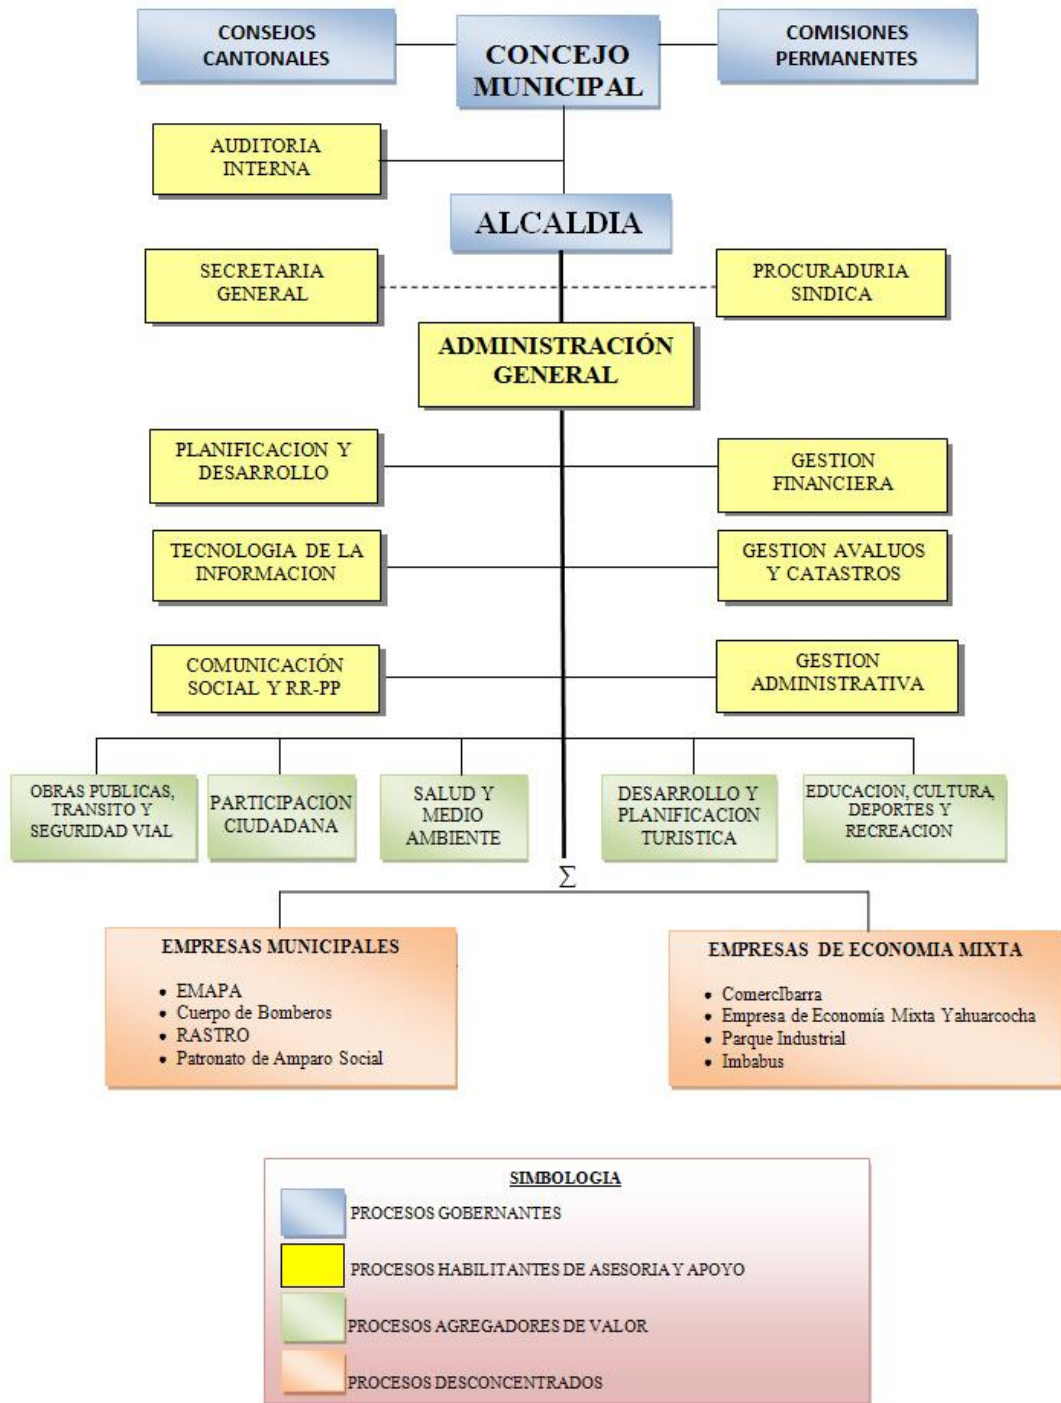 CONSEJOS
CANTONALES
CONCEJO
MUNICIPAL
COMISIONES
PERMANENTES
AUDITORIA
INTERNA
ALCALDIA
SECRETARIA
GENERAL
PROCURADURIA
SINDICA
ADMINISTRACIÓN
GENERAL
PLANIFICACION Y
DESARROLLO
GESTION
FINANCIERA
TECNOLOGIA DE LA
INFORMACION
GESTION AVALUOS
Y CATASTROS
COMUNICACIÓN
SOCIAL Y RR-PP
GESTION
ADMINISTRATIVA
OBRAS PUBLICAS,
TRANSITO Y
SEGURIDAD VIAL
PARTICIPACIÓN
CIUDADANA
SALUD Y
MEDIO
AMBIENTE
DESARROLLO Y
PLANIFICACION
TURISTICA
EDUCACION, CULTURA,
DEPORTES Y
RECREACION
Σ
EMPRESAS MUNICIPALES
• EMAPA
• Cuerpo de Bomberos
• RASTRO
• Patronato de Amparo Social
EMPRESAS DE ECONOMIA MIXTA
• ComercIbarra
• Empresa de Economía Mixta Yahuarcocha
• Parque Industrial
• Imbabus
SIMBOLOGIA
PROCESOS GOBERNANTES
PROCESOS HABILITANTES DE ASESORIA Y APOYO
PROCESOS AGREGADORES DE VALOR
PROCESOS DESCONCENTRADOS